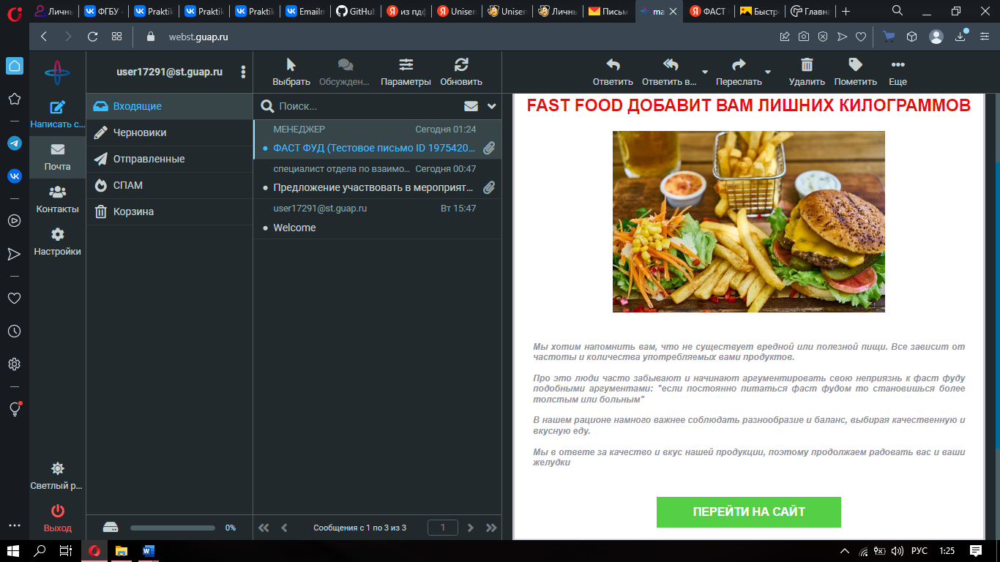 Личны
ФГБУ
Praktik
Praktik
Praktik
Emailm
GitHub
из пдф
Uniser
Unisen
Личны
Письм
ma
ФАСТ
Быстр
Главна
webst.guap.ru
user17291@st.guap.ru
Выбрать
Обсужден...
Параметры
Обновить
Ответить
Ответить в...
Переслать
Удалить
Пометить
Еще
Написать с...
Почта
Контакты
Настройки
Светлый р...
Выход
Входящие
Черновики
Отправленные
СПАМ
Корзина
0%
Поиск...
МЕНЕДЖЕР Сегодня 01:24
ФАСТ ФУД (Тестовое письмо ID 1975420...
специалист отдела по взаимо... Сегодня 00:47
Предложение участвовать в мероприят...
user17291@st.guap.ru Вт 15:47
Welcome
Сообщения с 1 по 3 из 3
1
FAST FOOD ДОБАВИТ ВАМ ЛИШНИХ КИЛОГРАММОВ
Мы хотим напомнить вам, что не существует вредной или полезной пищи. Все зависит от
частоты и количества употребляемых вами продуктов.
Про это люди часто забывают и начинают аргументировать свою неприязнь к фаст фуду
подобными аргументами: "если постоянно питаться фаст фудом то становишься более
толстым или больным"
В нашем рационе намного важнее соблюдать разнообразие и баланс, выбирая качественную и
вкусную еду.
Мы в ответе за качество и вкус нашей продукции, поэтому продолжаем радовать вас и ваши
желудки
ПЕРЕЙТИ НА САЙТ
РУС
1:25